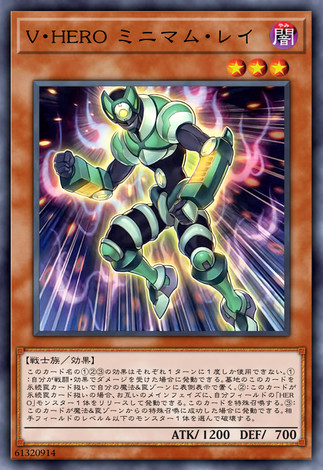 V・HERO ミニマム・レイ
やみ
闇
【戦士族／効果】
このカード名の①②③の効果はそれぞれ１ターンに１度しか使用できない。①
：自分が戦闘・効果でダメージを受けた場合に発動できる。墓地のこのカードを
永続罠カード扱いで自分の魔法＆罠ゾーンに表側表示で置く。②：このカードが
永続罠カード扱いの場合、お互いのメインフェイズに、自分フィールドの「HER
O」モンスター１体をリリースして発動できる。このカードを特殊召喚する。③：
このカードが魔法＆罠ゾーンからの特殊召喚に成功した場合に発動できる。相
手フィールドのレベル４以下のモンスター１体を選んで破壊する。
ATK/ 1200 DEF/ 700
61320914